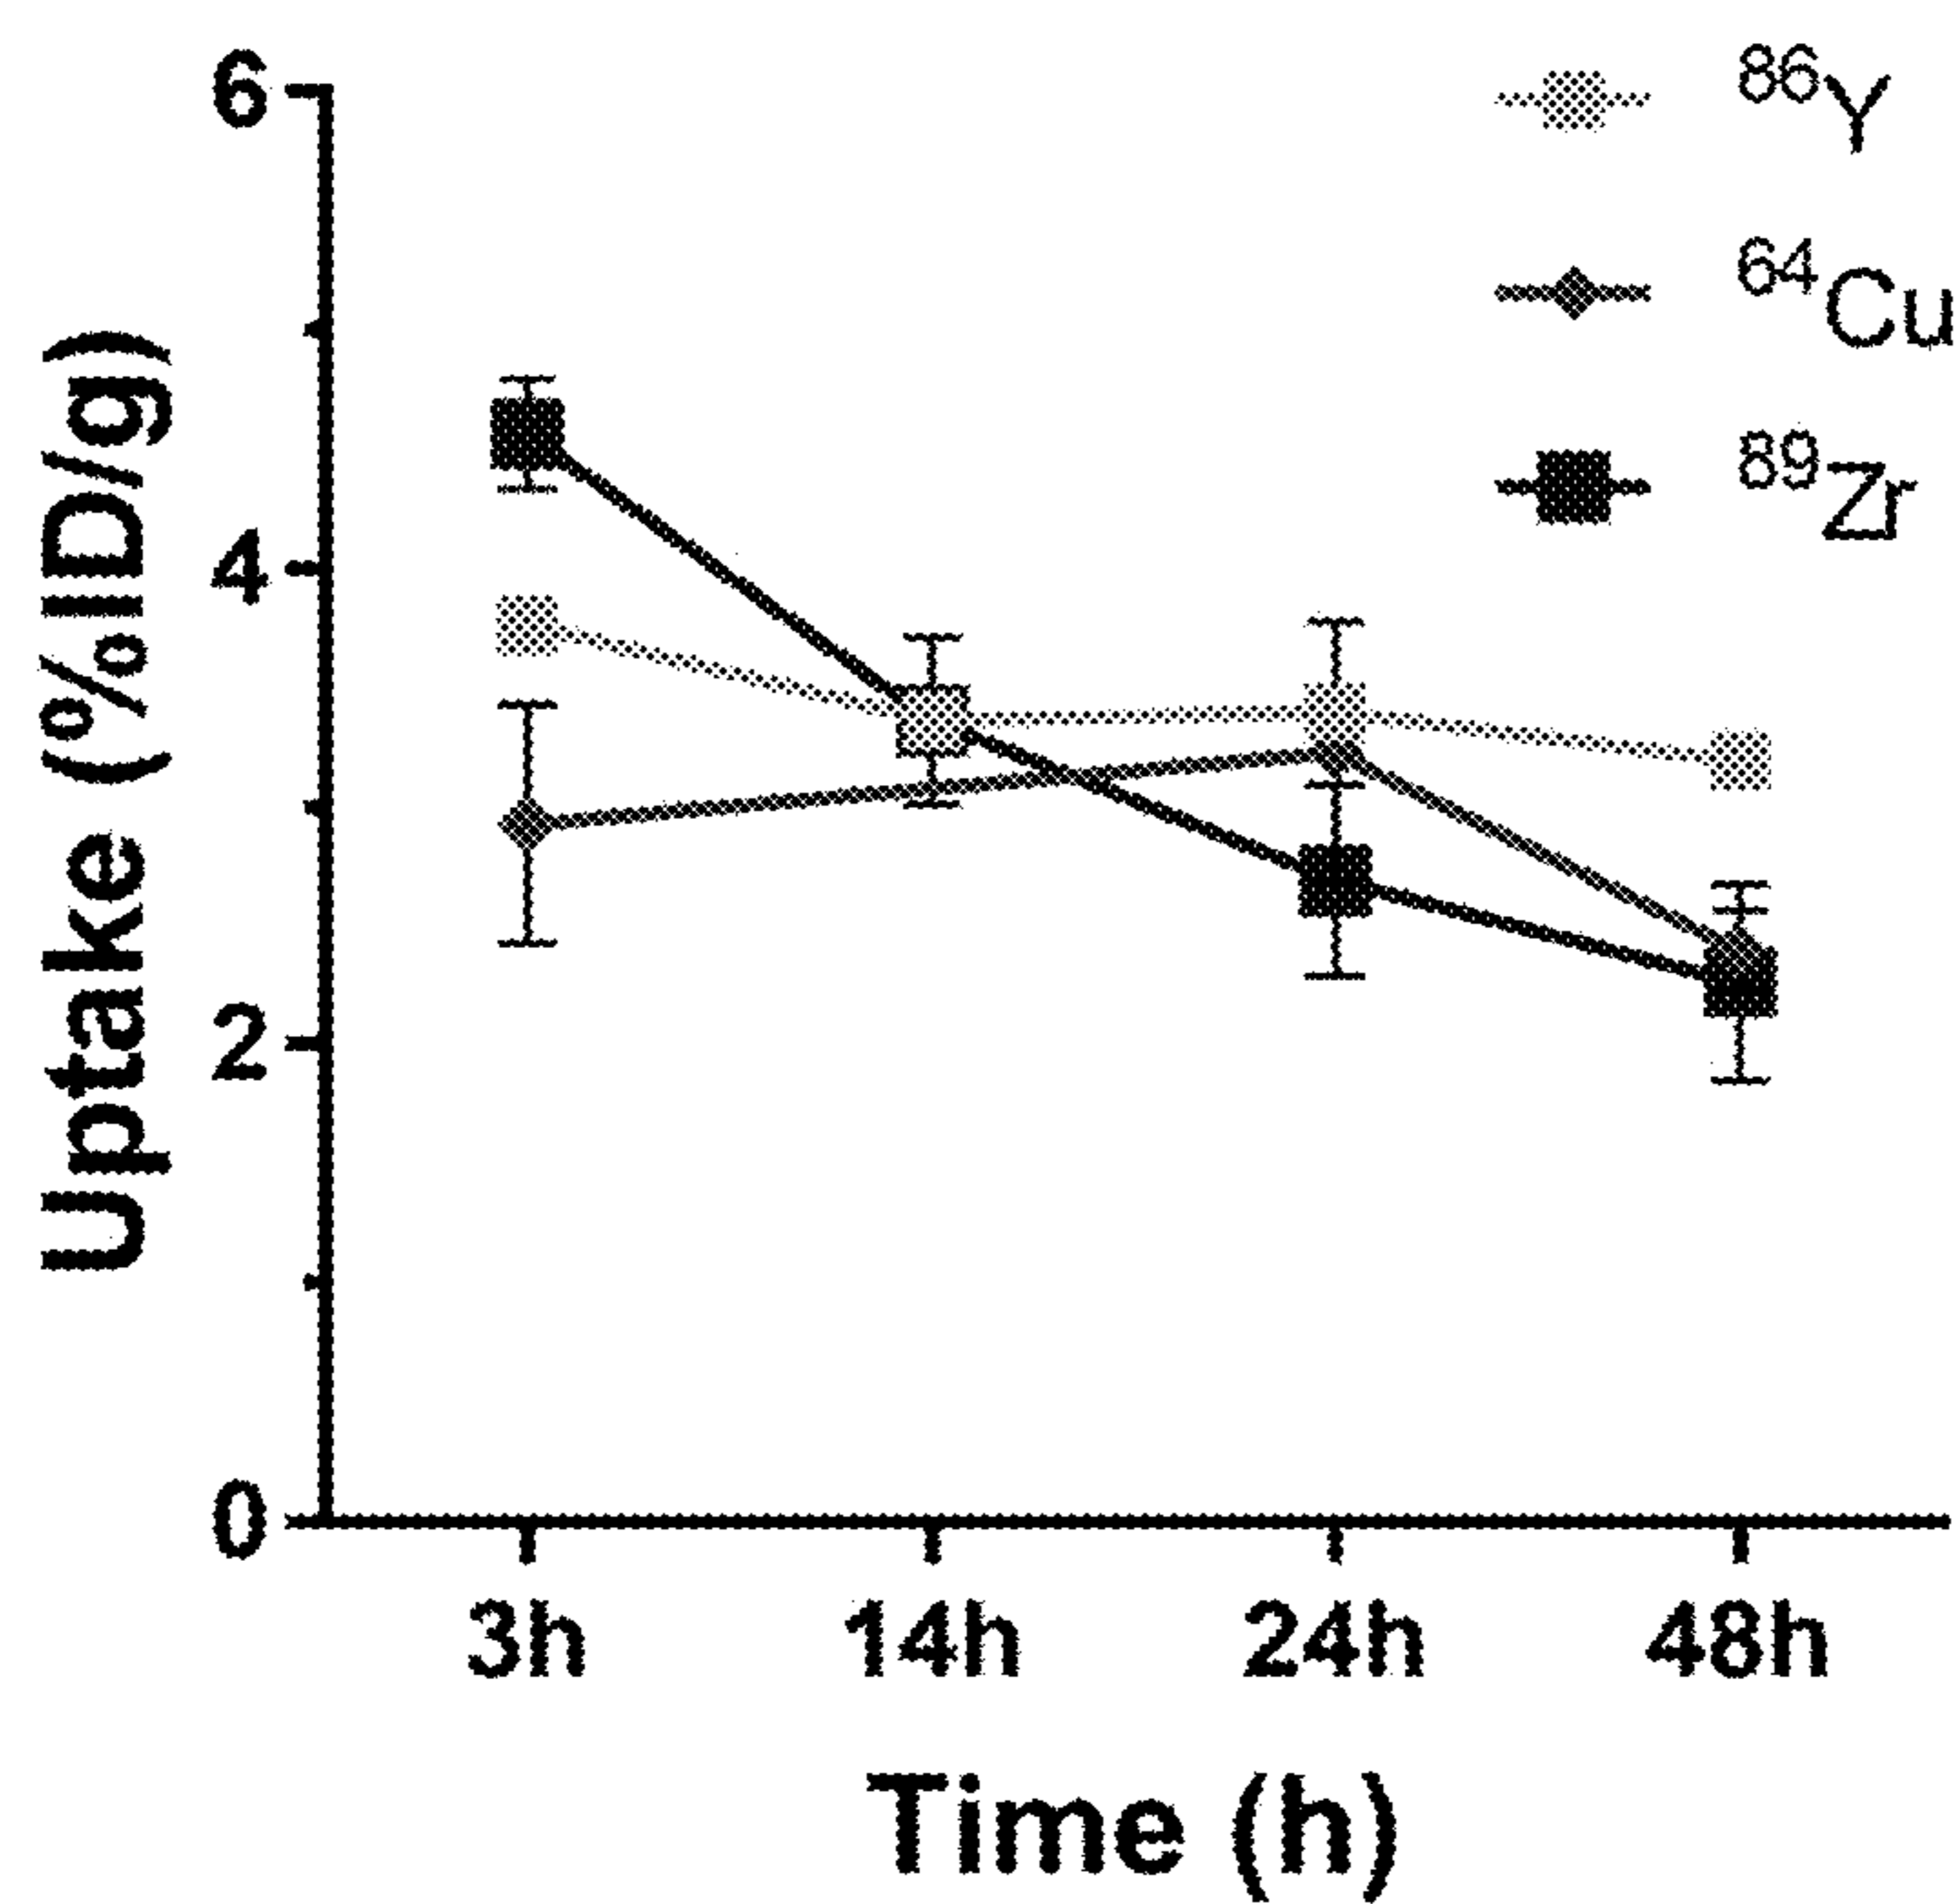 Uptake (%ID/g)
6
4
2
0
⁸⁶Y
⁶⁴Cu
⁸⁹Zr
3h 14h 24h 48h
Time (h)